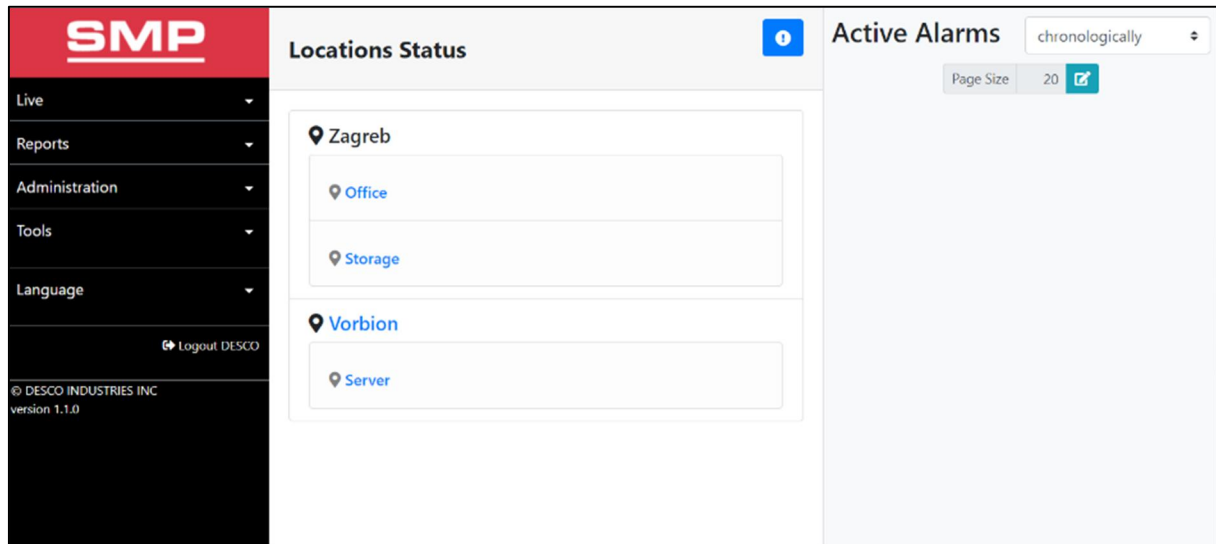 SMP
Live
Reports
Administration
Tools
Language
Logout DESCO
© DESCO INDUSTRIES INC
version 1.1.0
Locations Status
Zagreb
Office
Storage
Vorbion
Server
Active Alarms
chronologically
Page Size 20